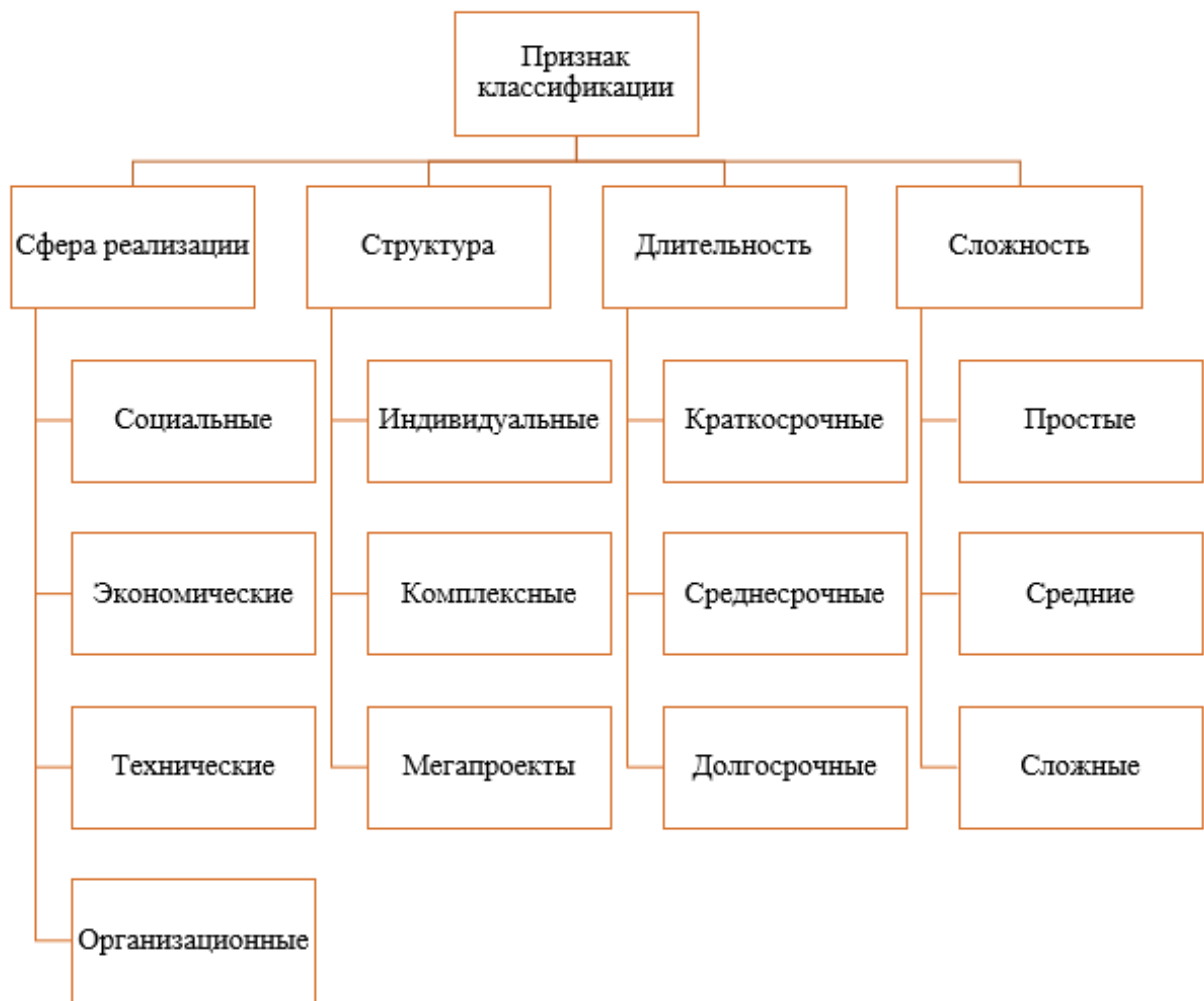 Признак
классификации
Сфера реализации
Структура
Длительность
Сложность
Социальные
Индивидуальные
Краткосрочные
Простые
Экономические
Комплексные
Среднесрочные
Средние
Технические
Мегапроекты
Долгосрочные
Сложные
Организационные